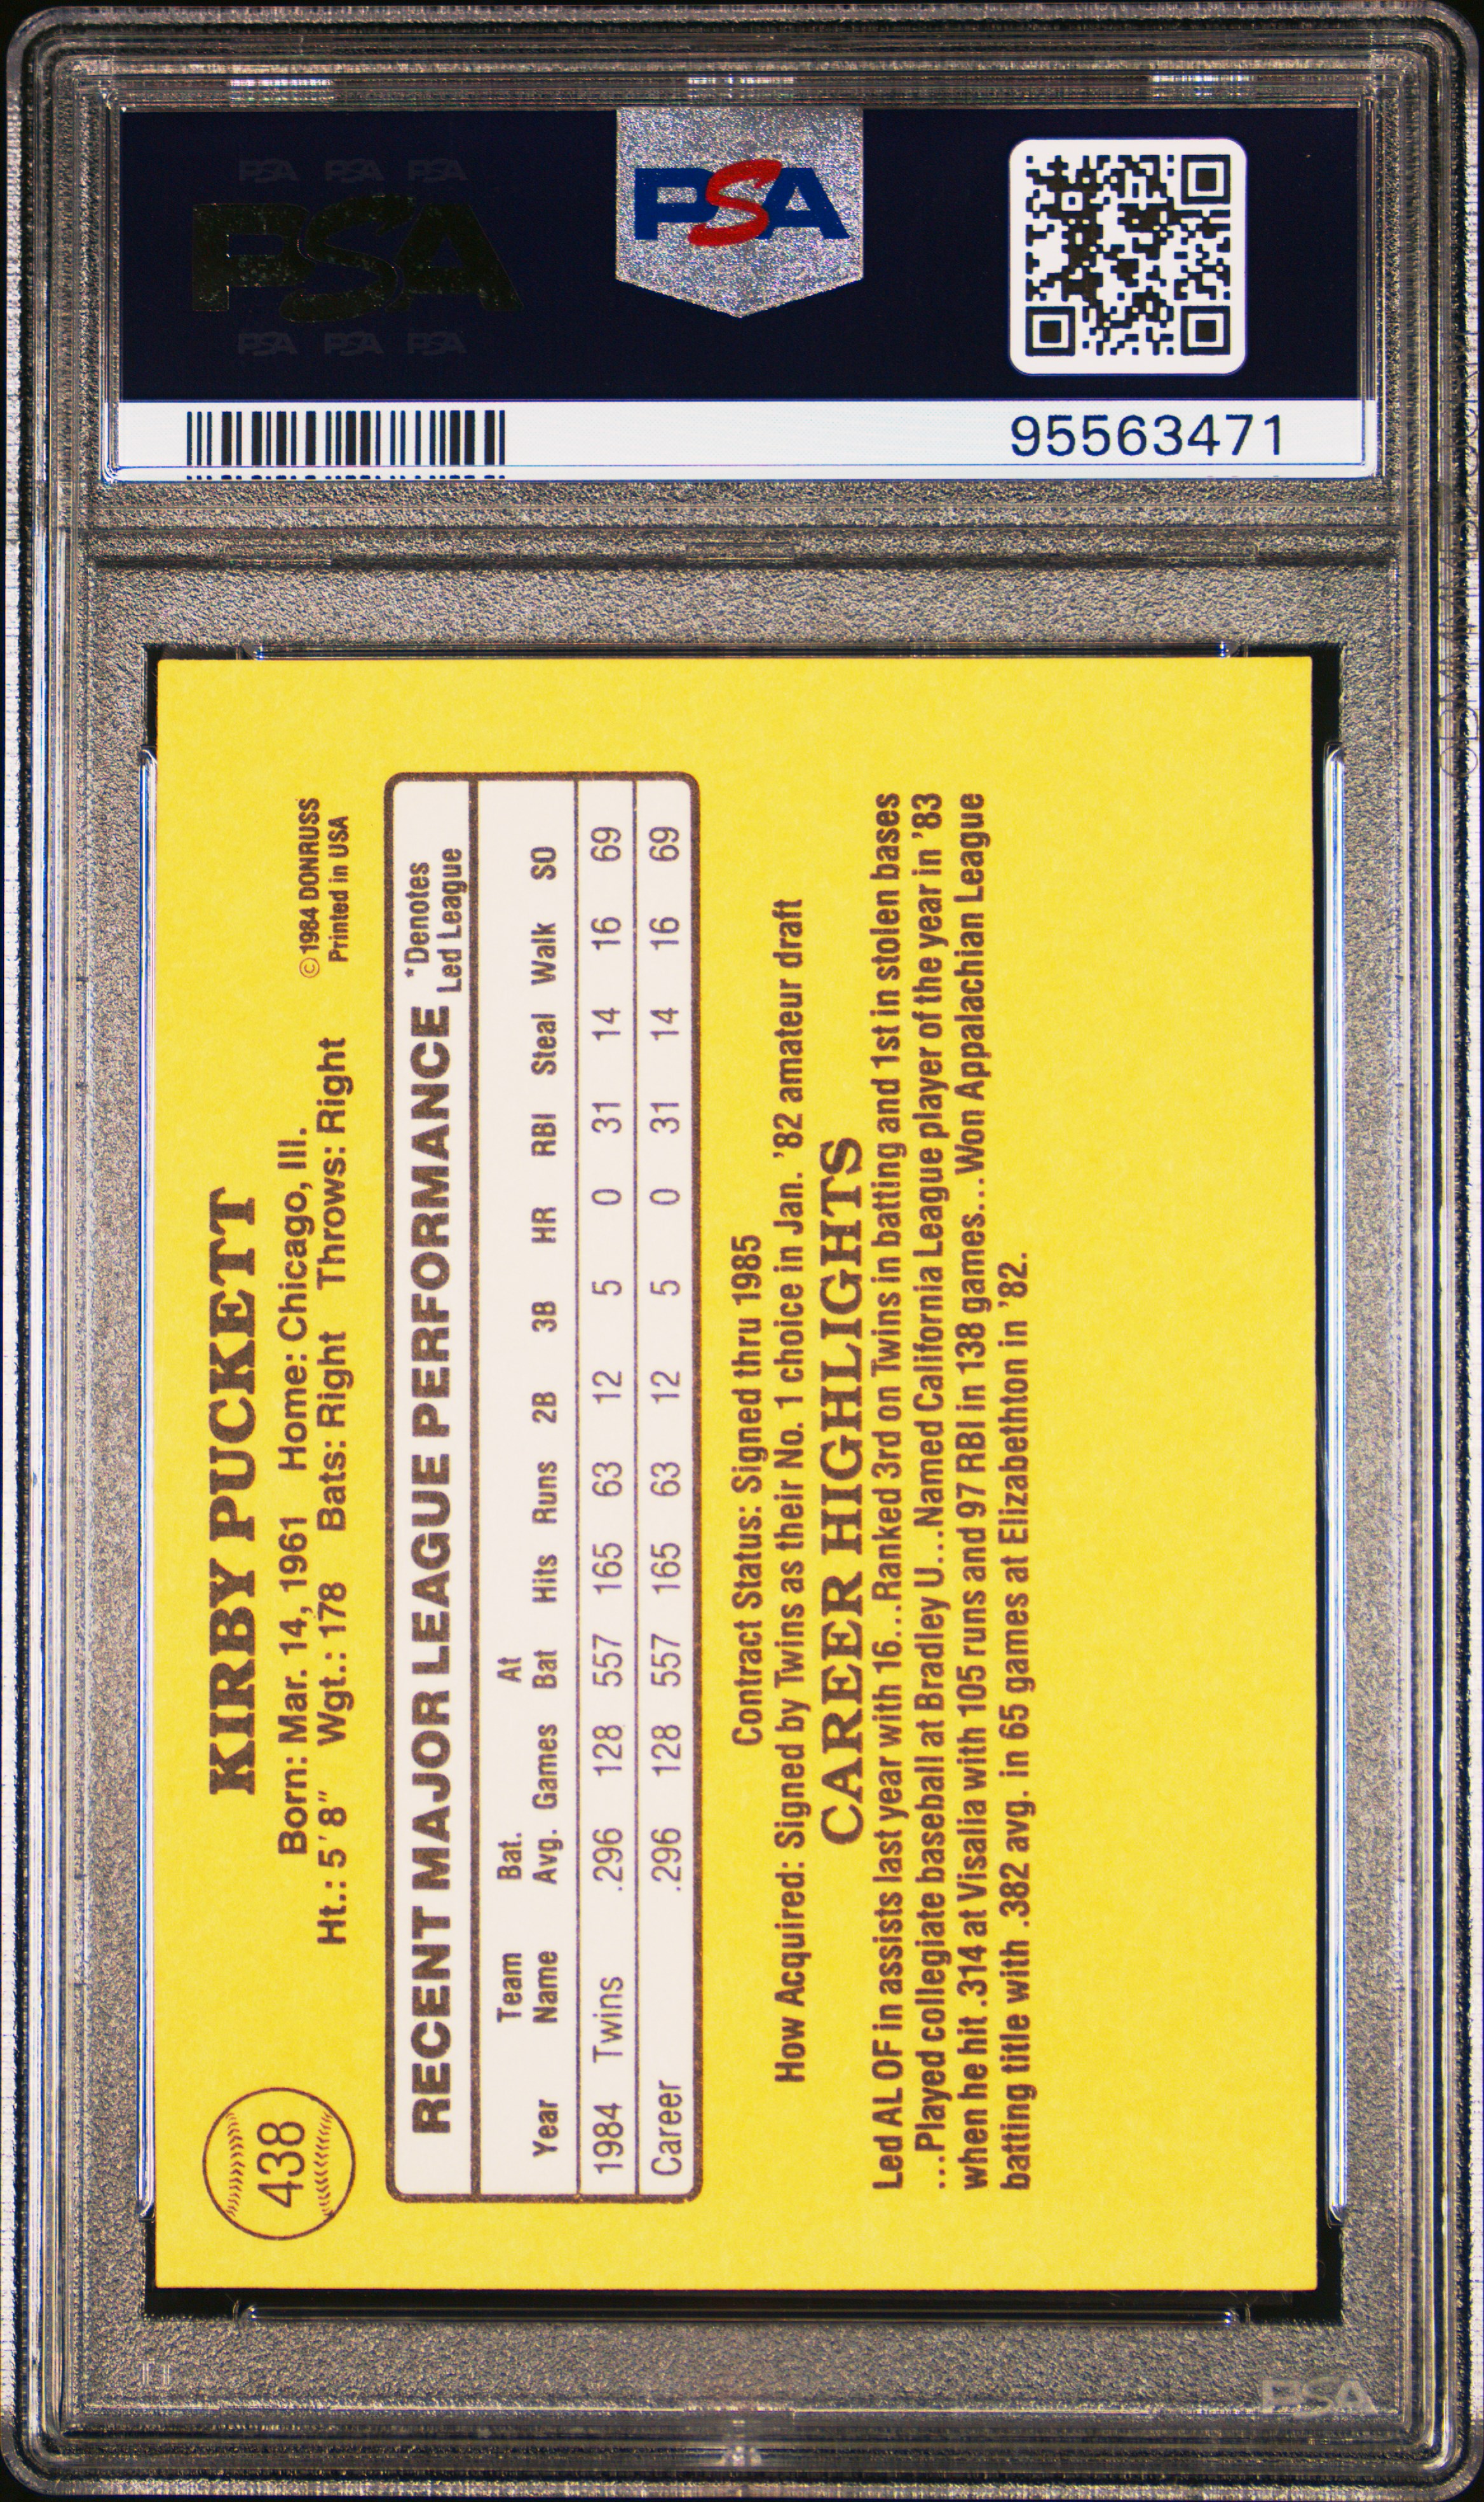 PSA PSA PSA
PSA
PSA PSA PSA
PSA
95563471
438
KIRBY PUCKETT
Born: Mar. 14, 1961 Home: Chicago, Ill.
Ht.: 5'8" Wgt.: 178 Bats: Right Throws: Right
© 1984 DONRUSS
Printed in USA
RECENT MAJOR LEAGUE PERFORMANCE
*Denotes
Led League
Year Team Name Bat. Avg. Games At Bat Hits Runs 2B 3B HR RBI Steal Walk SO
1984 Twins .296 128 557 165 63 12 5 0 31 14 16 69
Career .296 128 557 165 63 12 5 0 31 14 16 69
Contract Status: Signed thru 1985
How Acquired: Signed by Twins as their No. 1 choice in Jan. '82 amateur draft
CAREER HIGHLIGHTS
Led AL OF in assists last year with 16...Ranked 3rd on Twins in batting and 1st in stolen bases
...Played collegiate baseball at Bradley U...Named California League player of the year in '83
when he hit .314 at Visalia with 105 runs and 97 RBI in 138 games...Won Appalachian League
batting title with .382 avg. in 65 games at Elizabethton in '82.
PSA